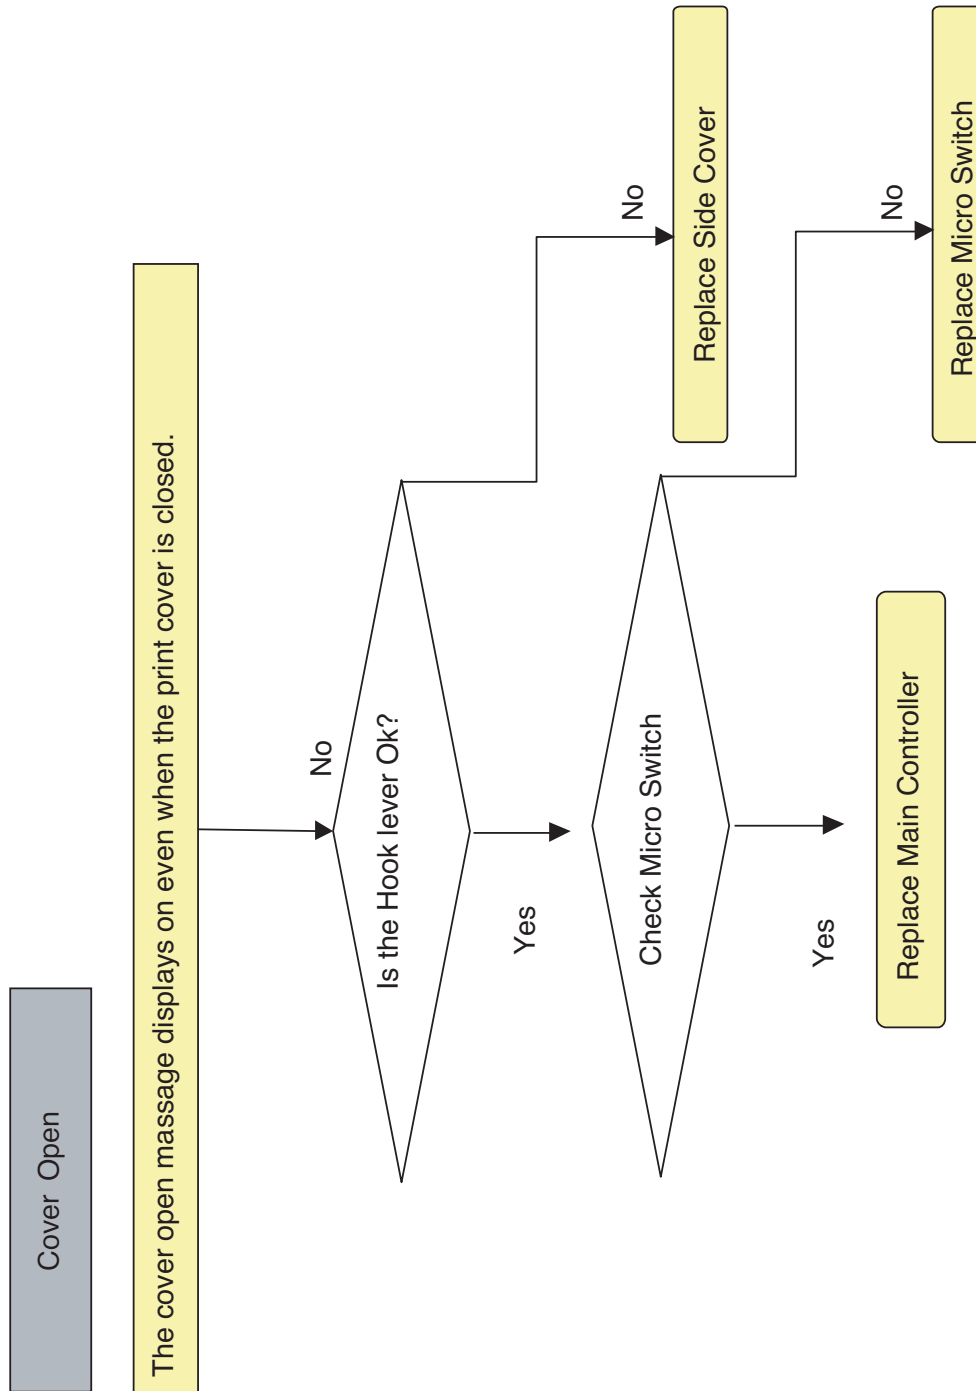 Cover Open
The cover open massage displays on even when the print cover is closed.
No
Is the Hook lever Ok?
No
Replace Side Cover
Yes
Check Micro Switch
No
Replace Micro Switch
Yes
Replace Main Controller